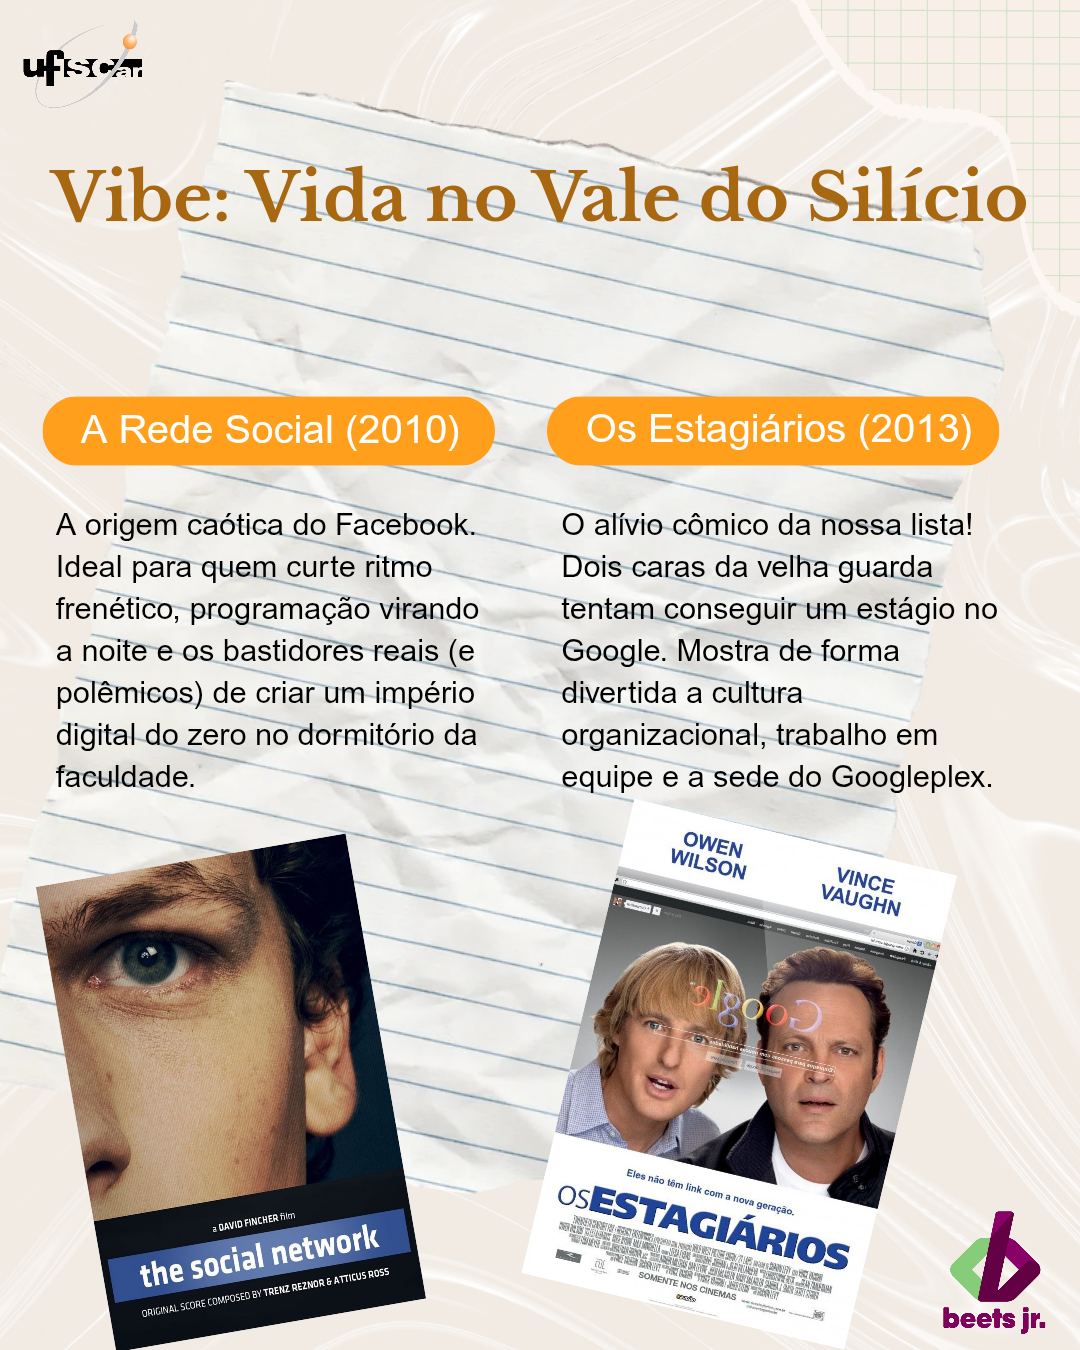 ufscar
Vibe: Vida no Vale do Silício
A Rede Social (2010)
A origem caótica do Facebook.
Ideal para quem curte ritmo
frenético, programação virando
a noite e os bastidores reais (e
polêmicos) de criar um império
digital do zero no dormitório da
faculdade.
Os Estagiários (2013)
O alívio cômico da nossa lista!
Dois caras da velha guarda
tentam conseguir um estágio no
Google. Mostra de forma
divertida a cultura
organizacional, trabalho em
equipe e a sede do Googleplex.
a DAVID FINCHER film
the social network
ORIGINAL SCORE COMPOSED BY TRENZ REZNOR & ATTICUS ROSS
OWEN
WILSON
VINCE
VAUGHN
Google
Eles não têm link com a nova geração.
OS ESTAGIÁRIOS
SOMENTE NOS CINEMAS
beets jr.